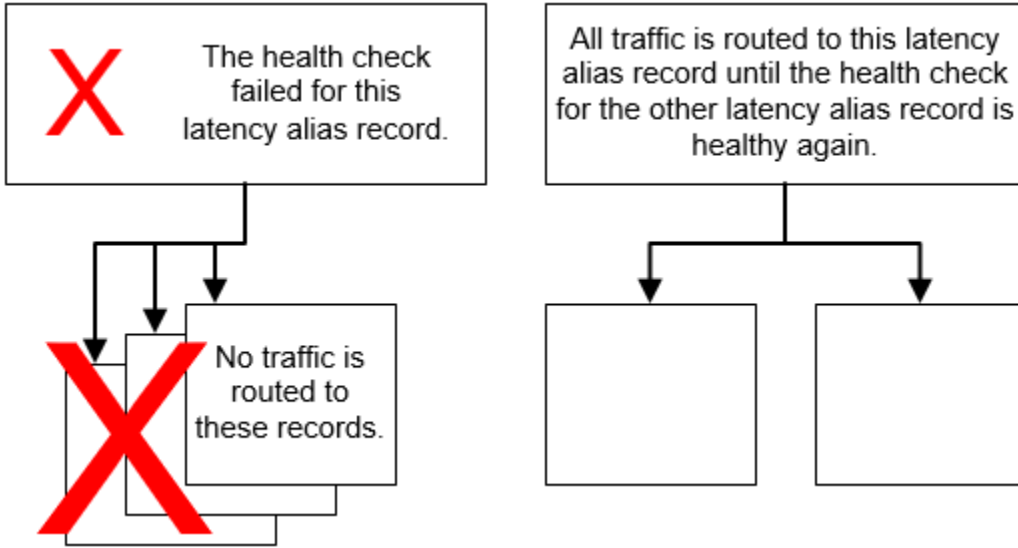 The health check
failed for this
latency alias record.
All traffic is routed to this latency
alias record until the health check
for the other latency alias record is
healthy again.
No traffic is
routed to
these records.